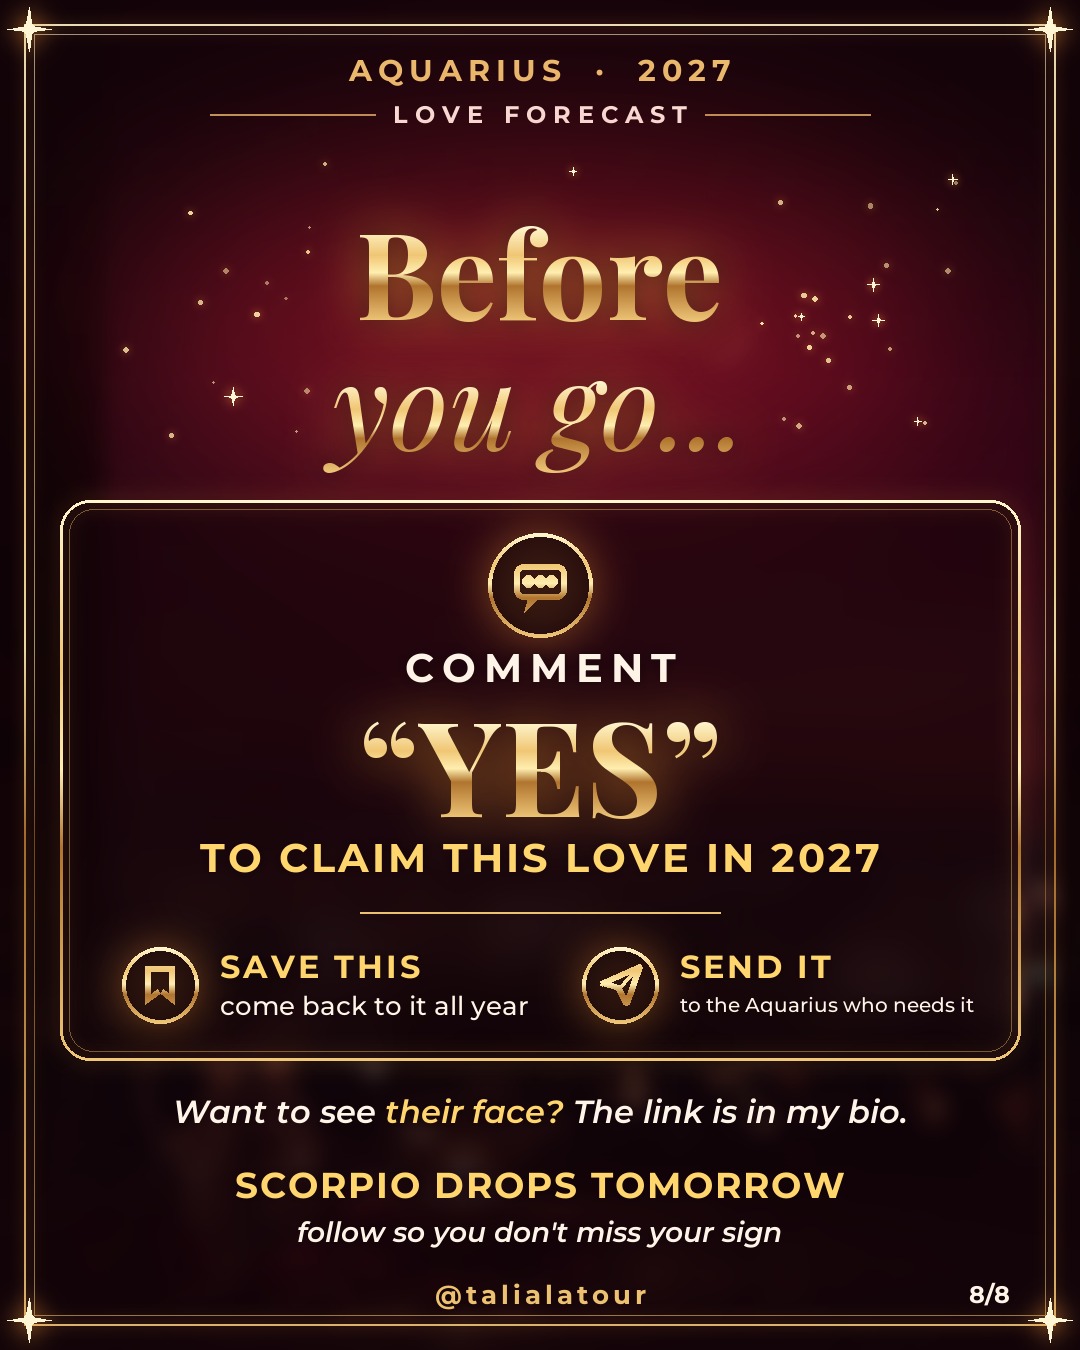 AQUARIUS · 2027
LOVE FORECAST
Before
you go...
COMMENT
“YES”
TO CLAIM THIS LOVE IN 2027
SAVE THIS
come back to it all year
SEND IT
to the Aquarius who needs it
Want to see their face? The link is in my bio.
SCORPIO DROPS TOMORROW
follow so you don't miss your sign
@talialatour
8/8